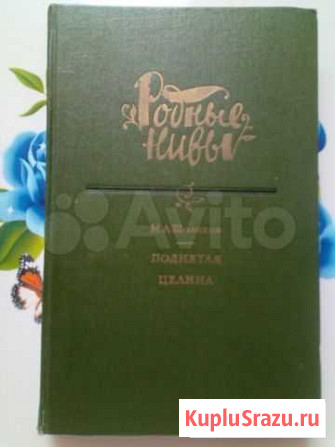 Родные
нивы
М.А.Шолохов
ПОДНЯТАЯ
ЦЕЛИНА
Avito
KupluSrazu.ru